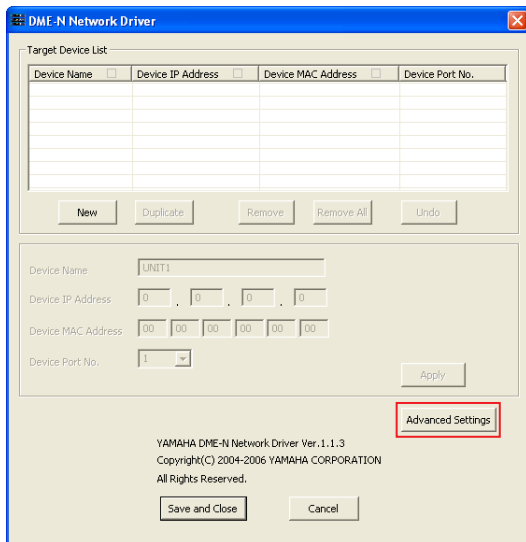 DME-N Network Driver
Target Device List
Device Name Device IP Address Device MAC Address Device Port No.
New Duplicate Remove Remove All Undo
Device Name UNIT1
Device IP Address 0 . 0 . 0 . 0
Device MAC Address 00 00 00 00 00 00
Device Port No. 1
Apply
Advanced Settings
YAMAHA DME-N Network Driver Ver.1.1.3
Copyright(C) 2004-2006 YAMAHA CORPORATION
All Rights Reserved.
Save and Close Cancel